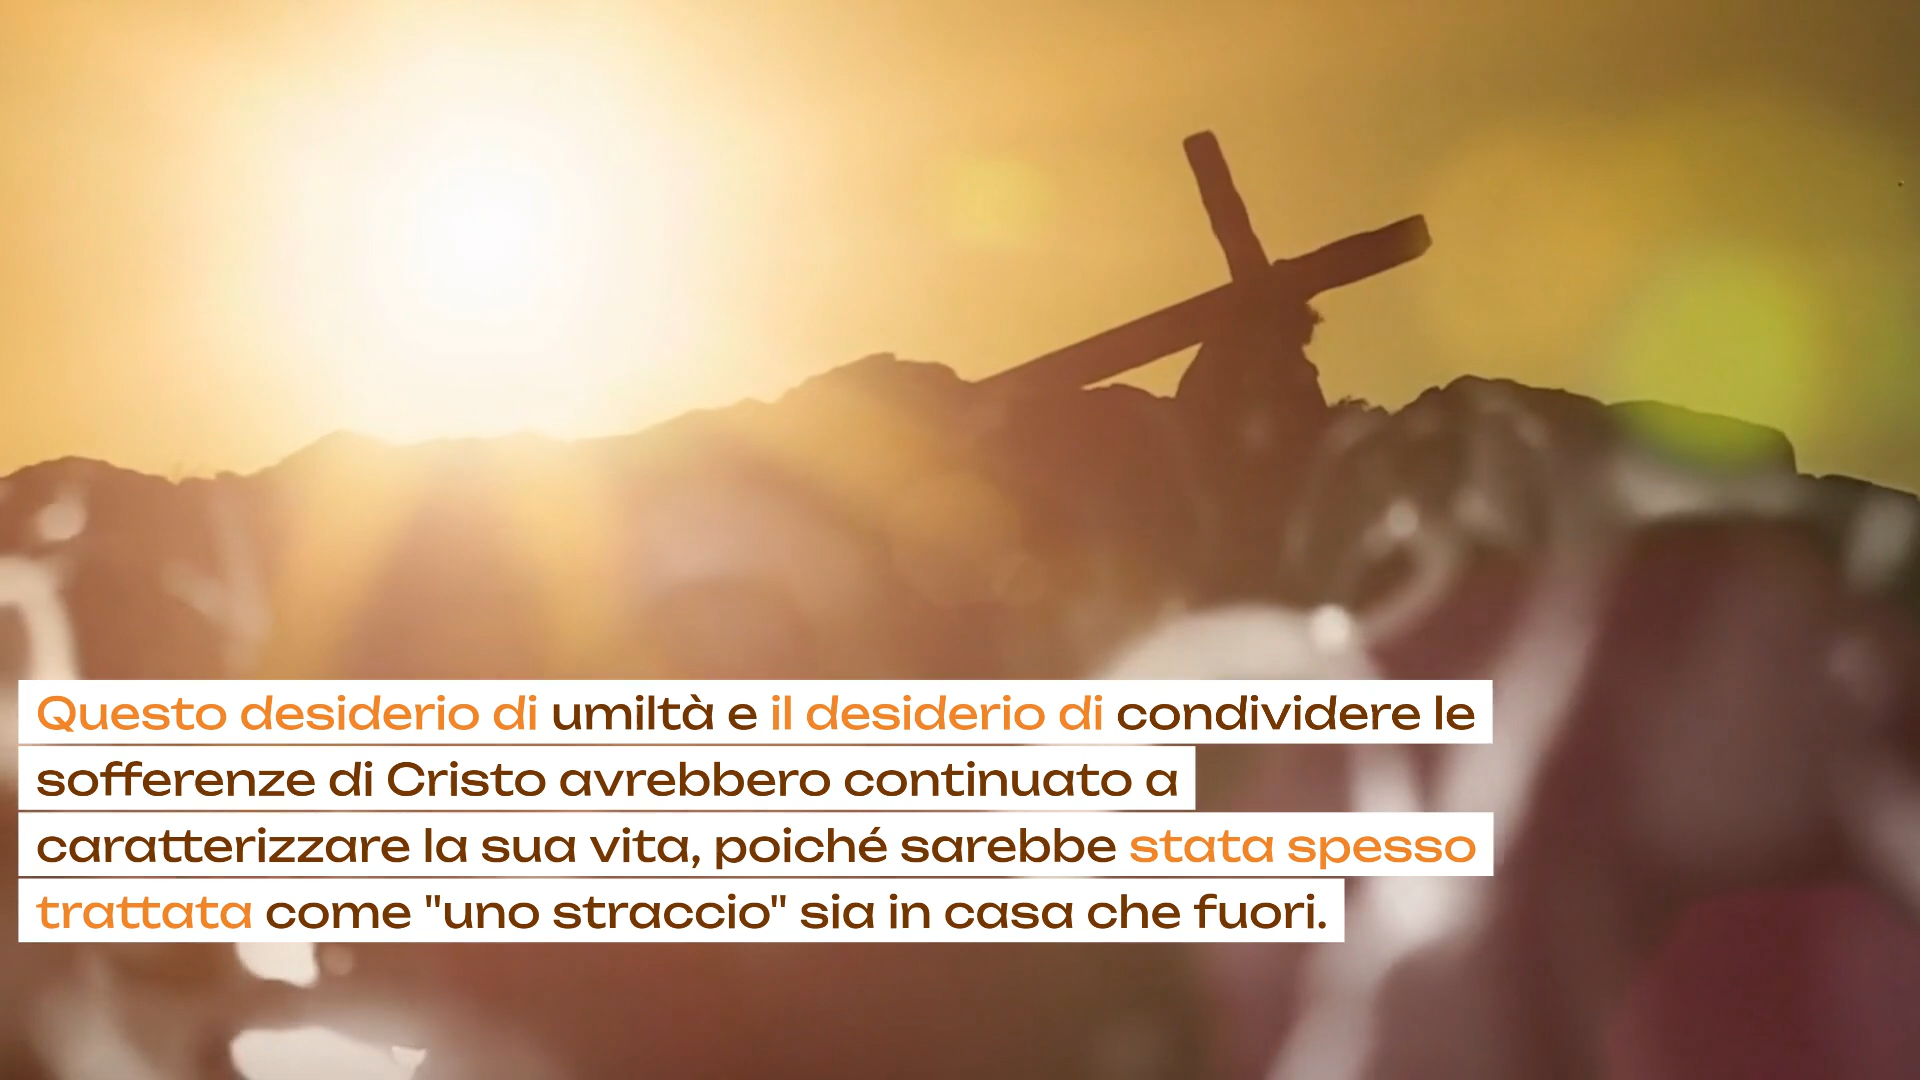 Questo desiderio di umiltà e il desiderio di condividere le
sofferenze di Cristo avrebbero continuato a
caratterizzare la sua vita, poiché sarebbe stata spesso
trattata come "uno straccio" sia in casa che fuori.